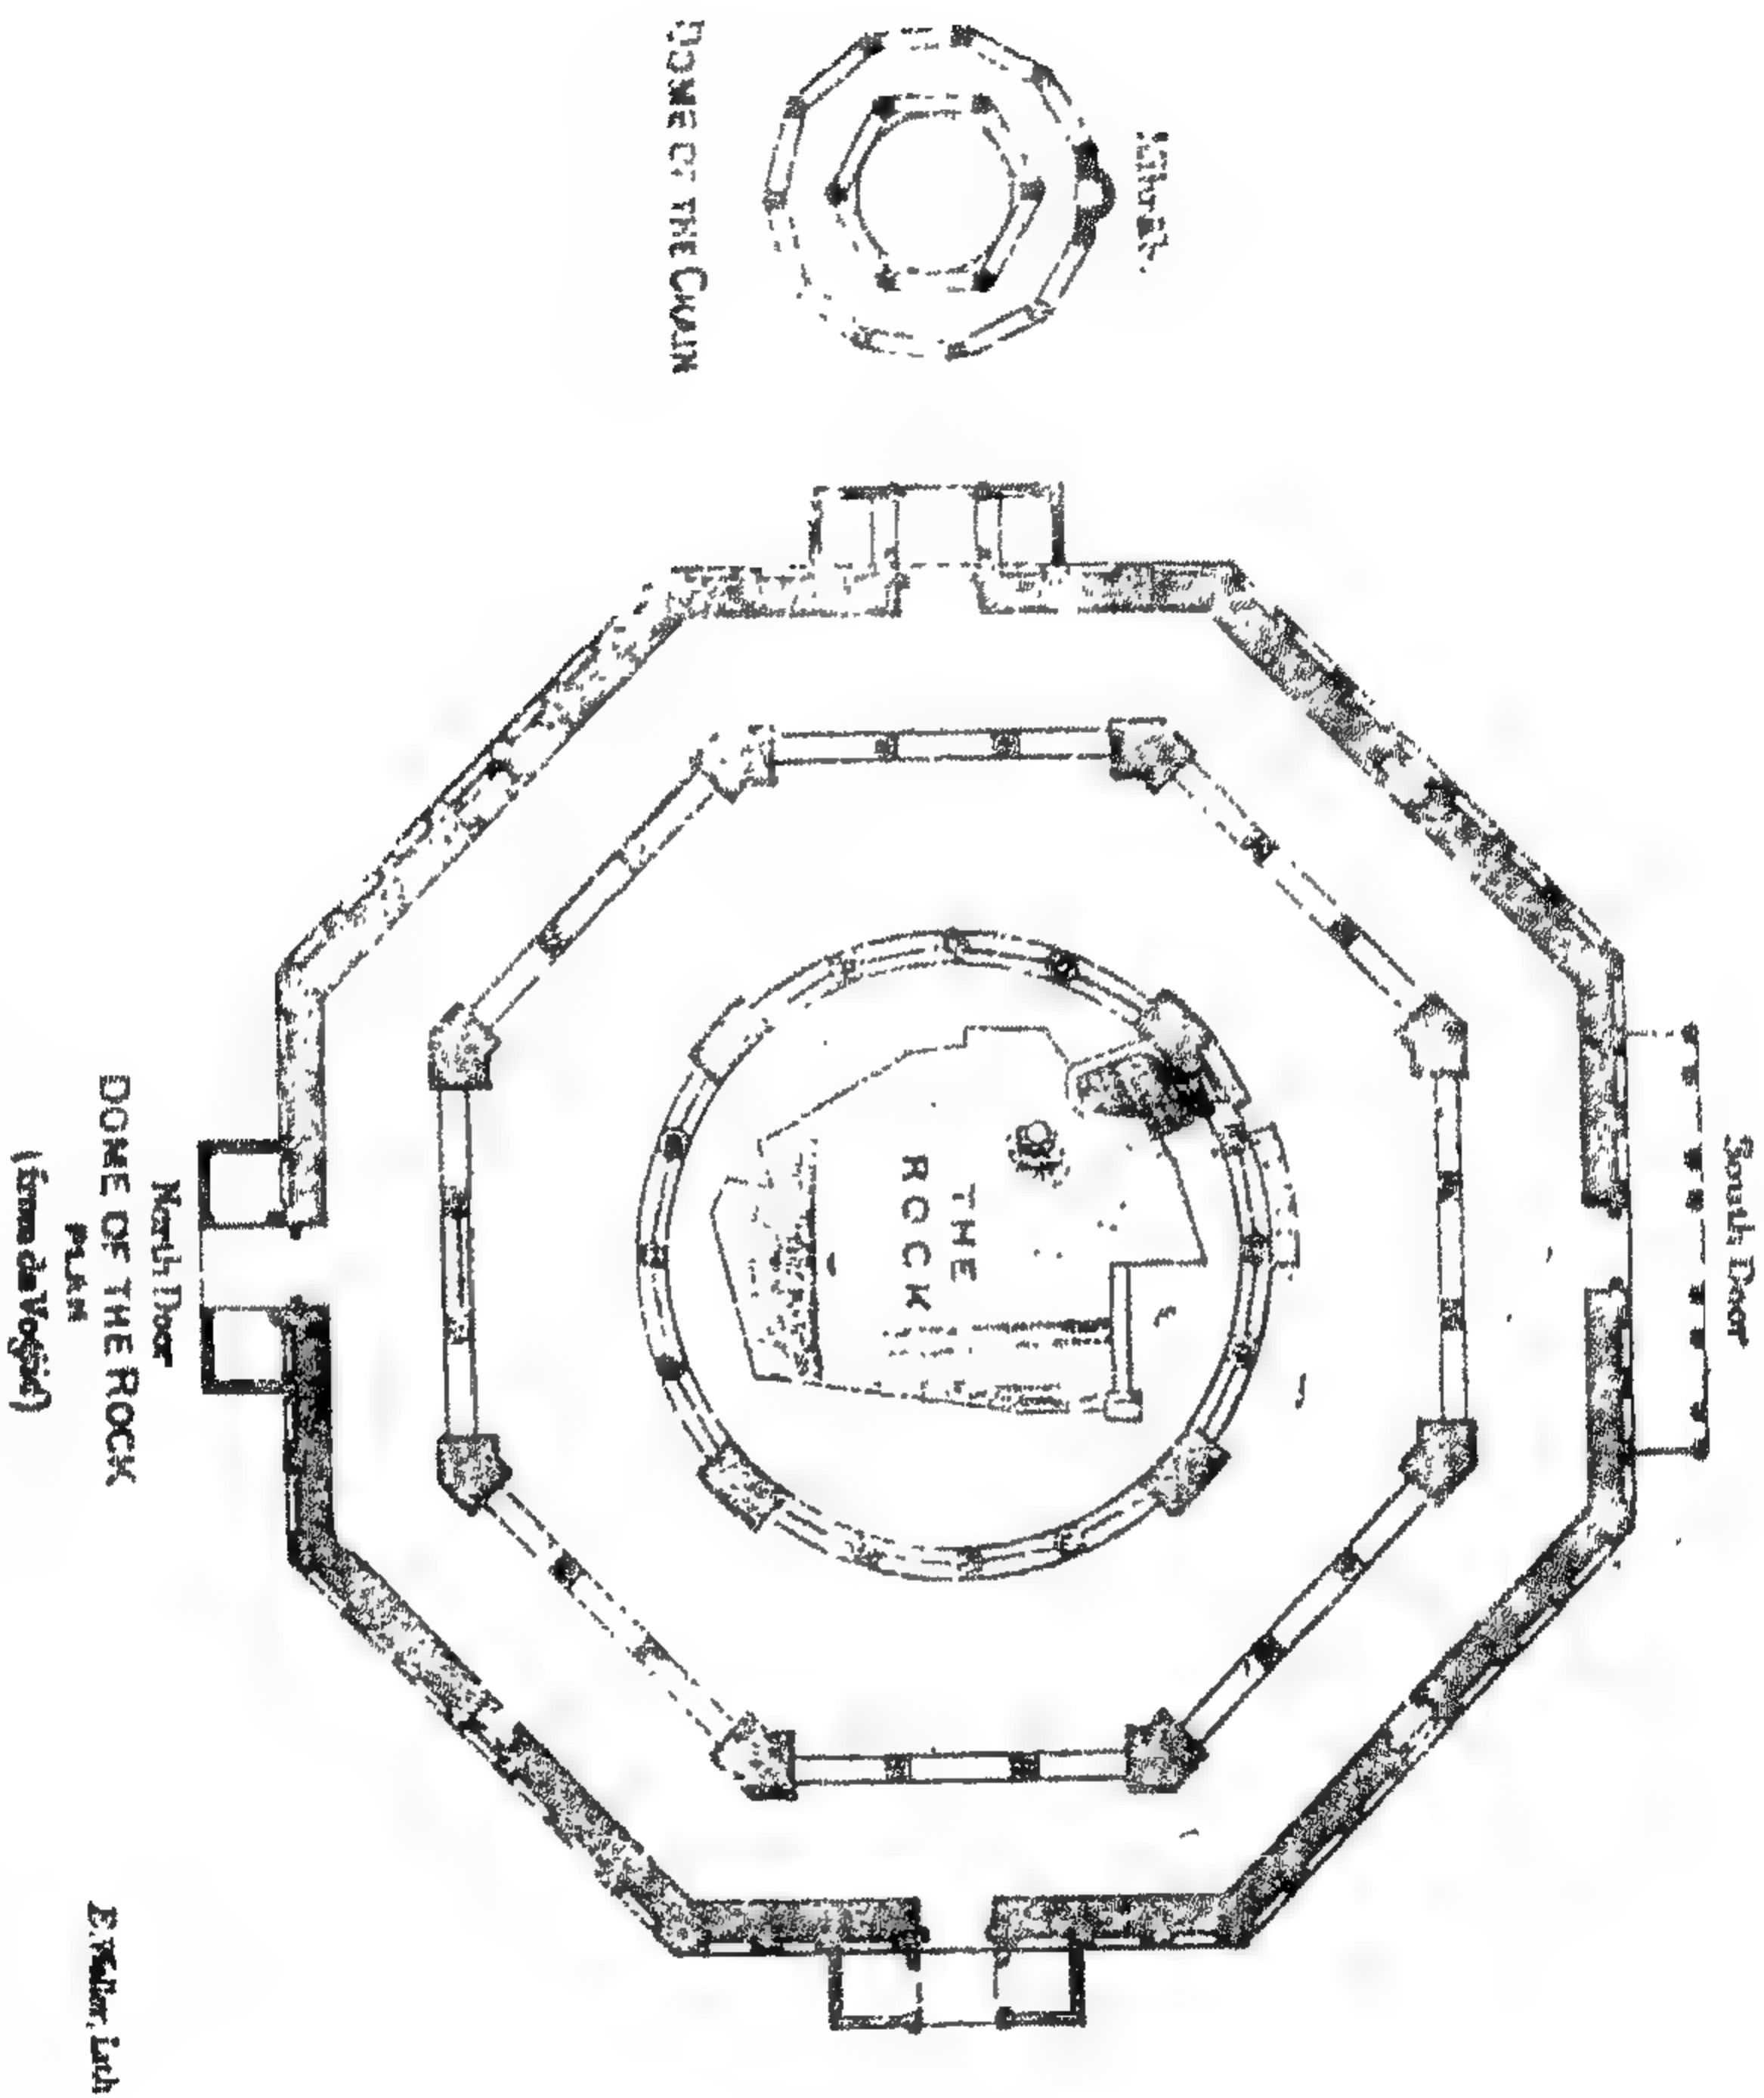 DOME OF THE CHAIN
Kibrah.
South Door
THE
ROCK
North Door
DOME OF THE ROCK
PLAN
(from de Vogüé)
E. Weller, Lith